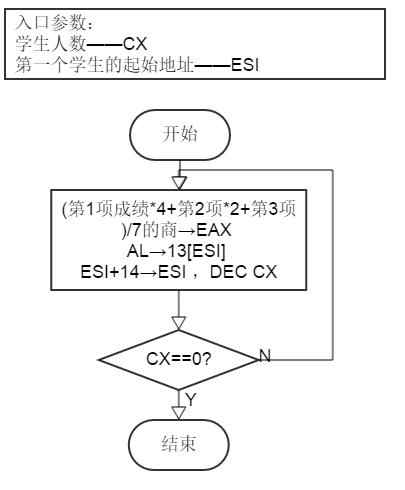 入口参数：
学生人数——CX
第一个学生的起始地址——ESI
开始
(第1项成绩*4+第2项*2+第3项
)/7的商→EAX
AL→13[ESI]
ESI+14→ESI ，DEC CX
CX==0?
N
Y
结束